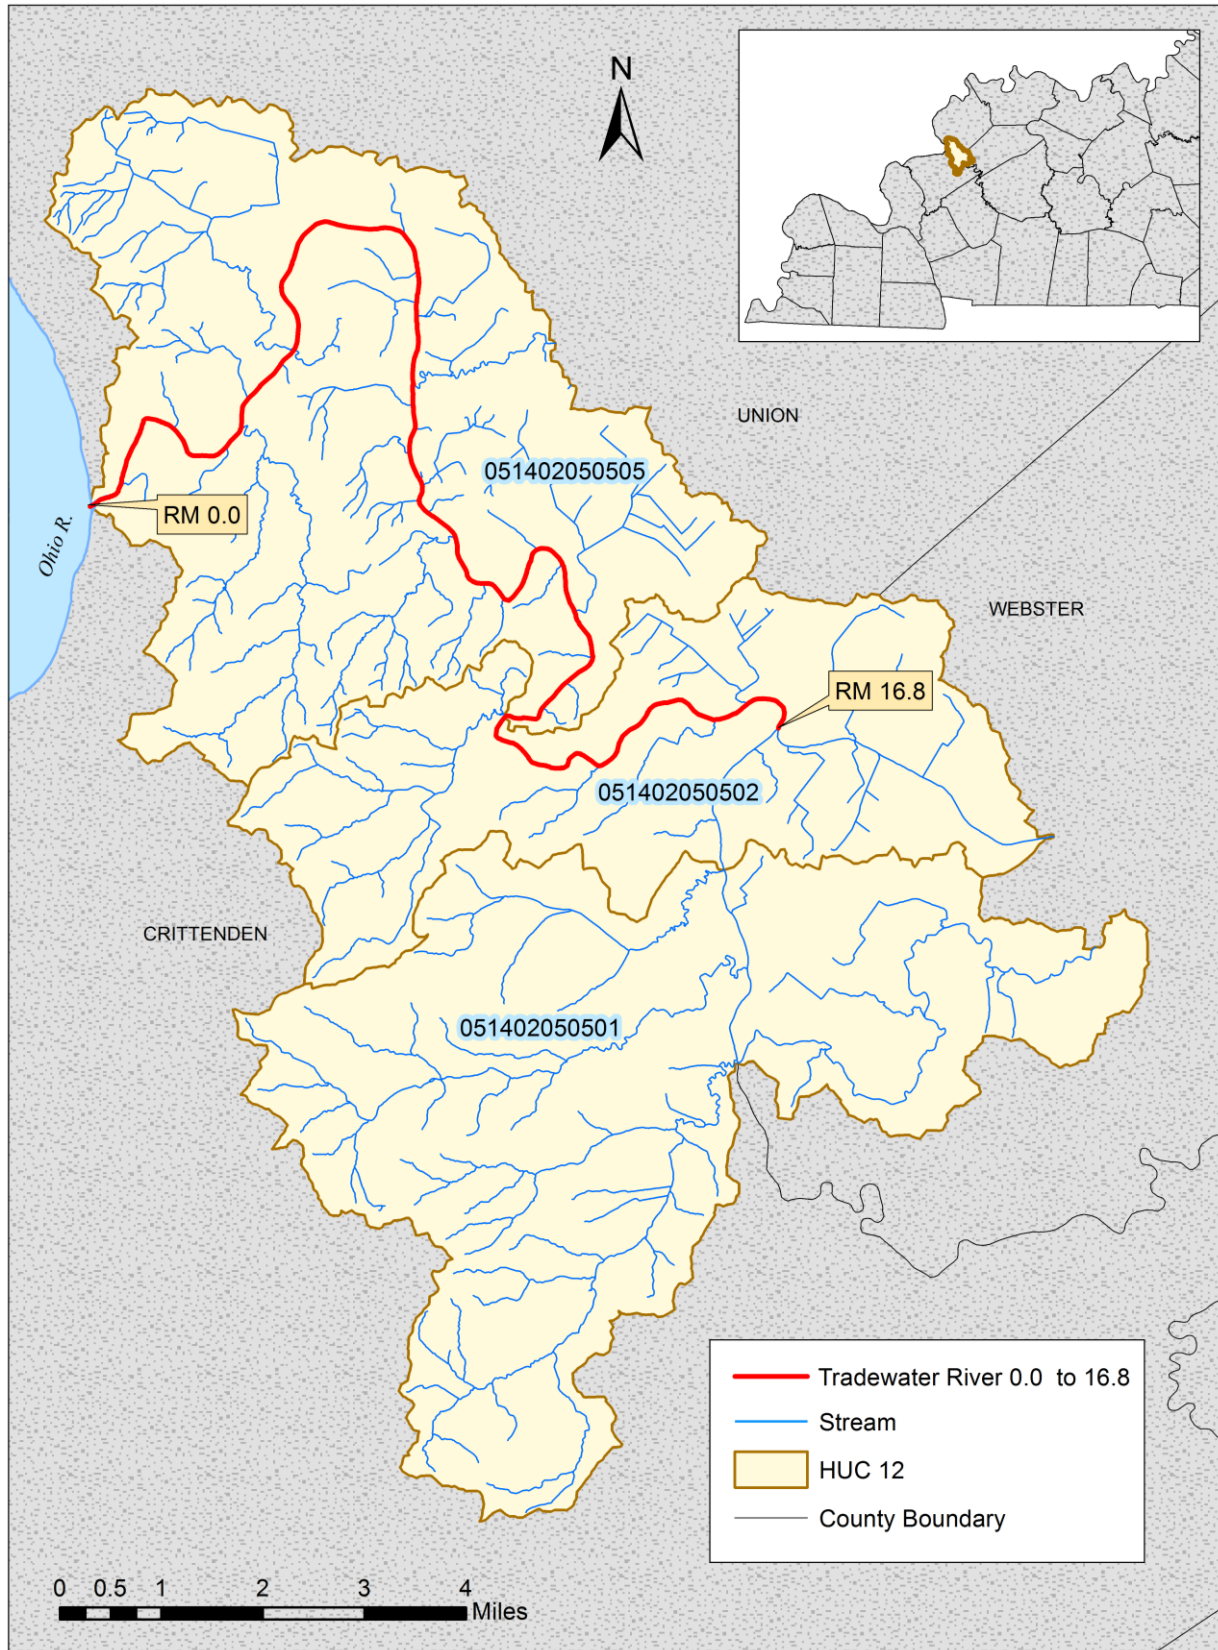 N
UNION
051402050505
RM 0.0
Ohio R.
WEBSTER
RM 16.8
051402050502
CRITTENDEN
051402050501
Tradewater River 0.0 to 16.8
Stream
HUC 12
County Boundary
0 0.5 1 2 3 4
Miles